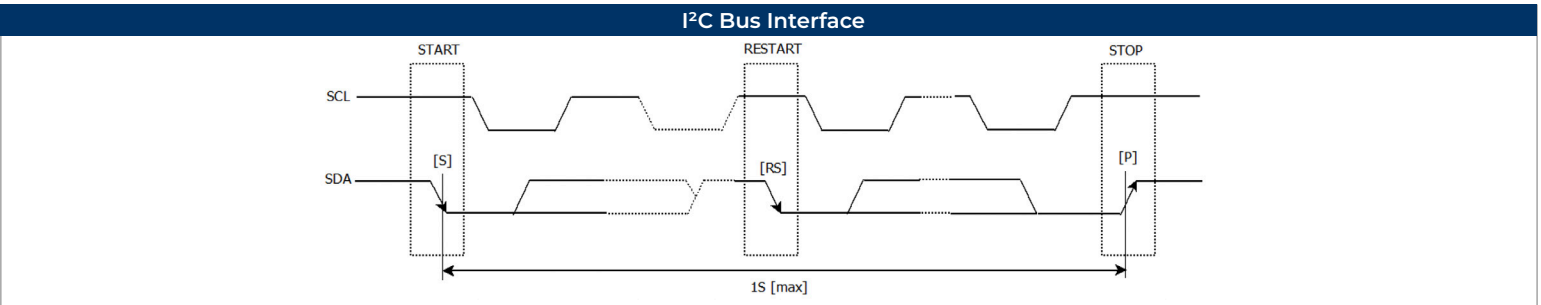 I²C Bus Interface
START RESTART STOP
SCL
[S] [RS] [P]
SDA
1S [max]